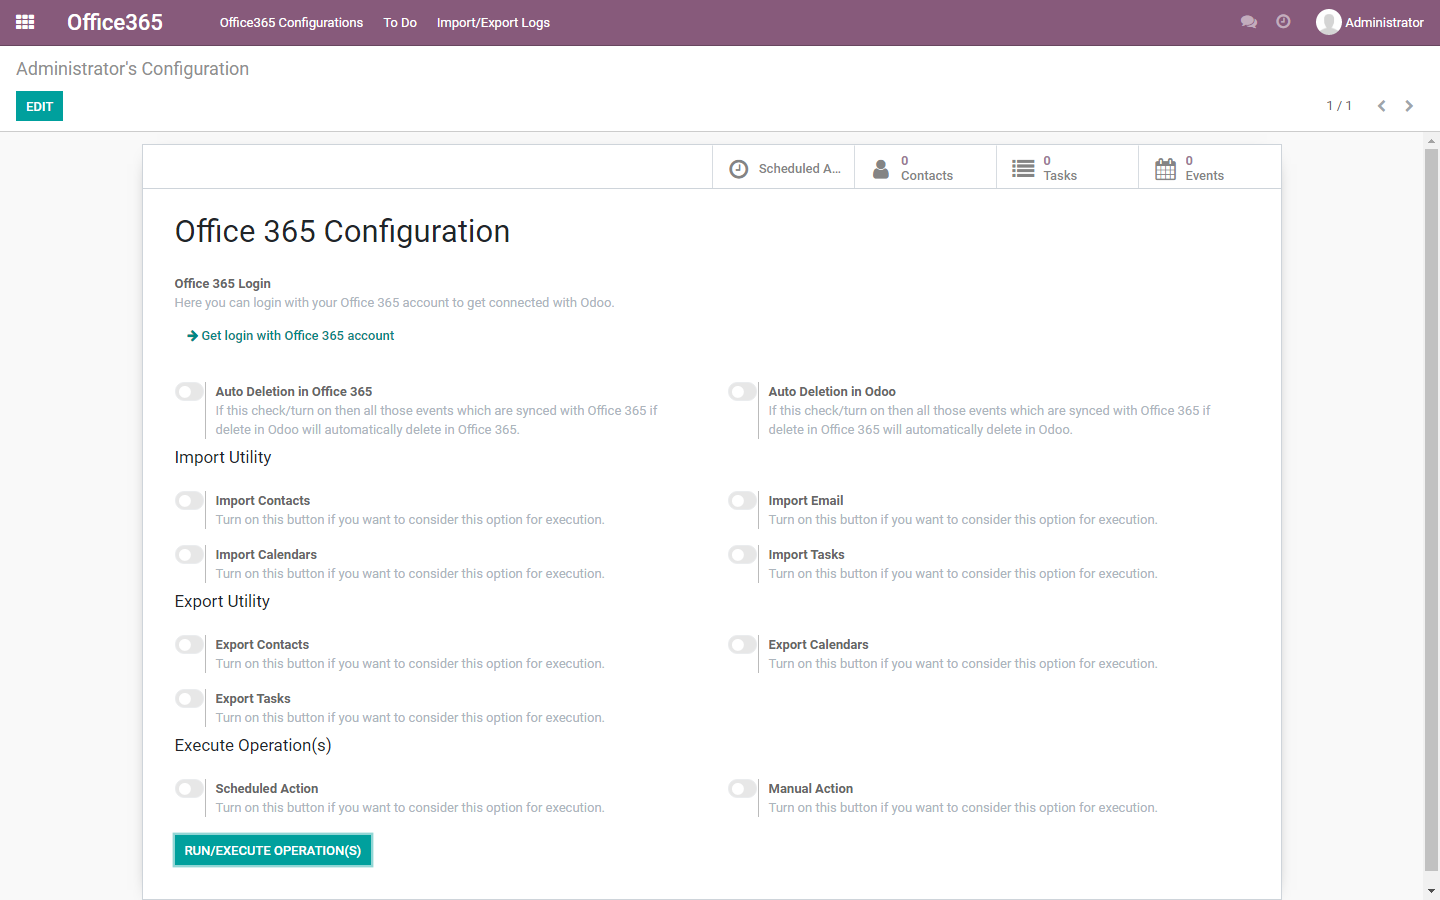 Office365
Office365 Configurations
To Do
Import/Export Logs
Administrator
Administrator's Configuration
EDIT
1 / 1
Scheduled A...
0
Contacts
0
Tasks
0
Events
Office 365 Configuration
Office 365 Login
Here you can login with your Office 365 account to get connected with Odoo.
Get login with Office 365 account
Auto Deletion in Office 365
If this check/turn on then all those events which are synced with Office 365 if
delete in Odoo will automatically delete in Office 365.
Auto Deletion in Odoo
If this check/turn on then all those events which are synced with Office 365 if
delete in Office 365 will automatically delete in Odoo.
Import Utility
Import Contacts
Turn on this button if you want to consider this option for execution.
Import Email
Turn on this button if you want to consider this option for execution.
Import Calendars
Turn on this button if you want to consider this option for execution.
Import Tasks
Turn on this button if you want to consider this option for execution.
Export Utility
Export Contacts
Turn on this button if you want to consider this option for execution.
Export Calendars
Turn on this button if you want to consider this option for execution.
Export Tasks
Turn on this button if you want to consider this option for execution.
Execute Operation(s)
Scheduled Action
Turn on this button if you want to consider this option for execution.
Manual Action
Turn on this button if you want to consider this option for execution.
RUN/EXECUTE OPERATION(S)